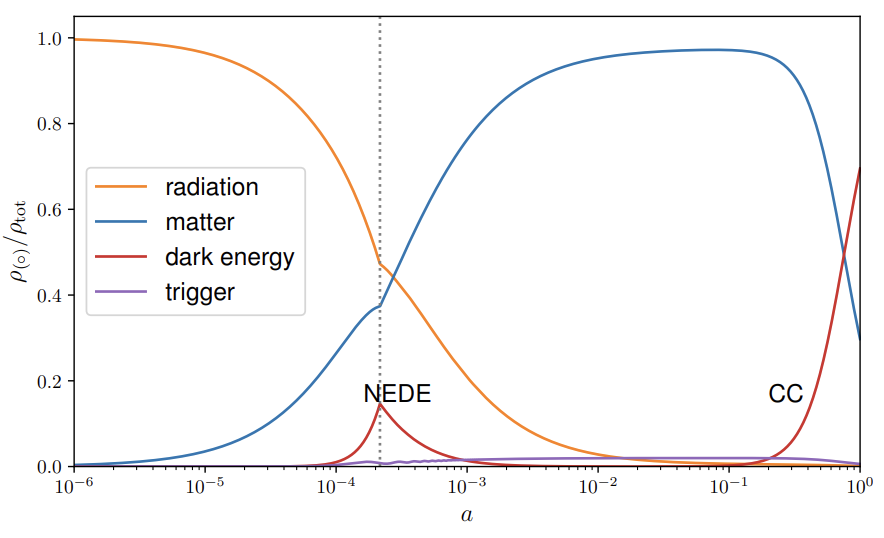 1.0
0.8
0.6
0.4
0.2
0.0
ρ(○)/ρtot
radiation
matter
dark energy
trigger
NEDE
CC
10⁻⁶ 10⁻⁵ 10⁻⁴ 10⁻³ 10⁻² 10⁻¹ 10⁰
a